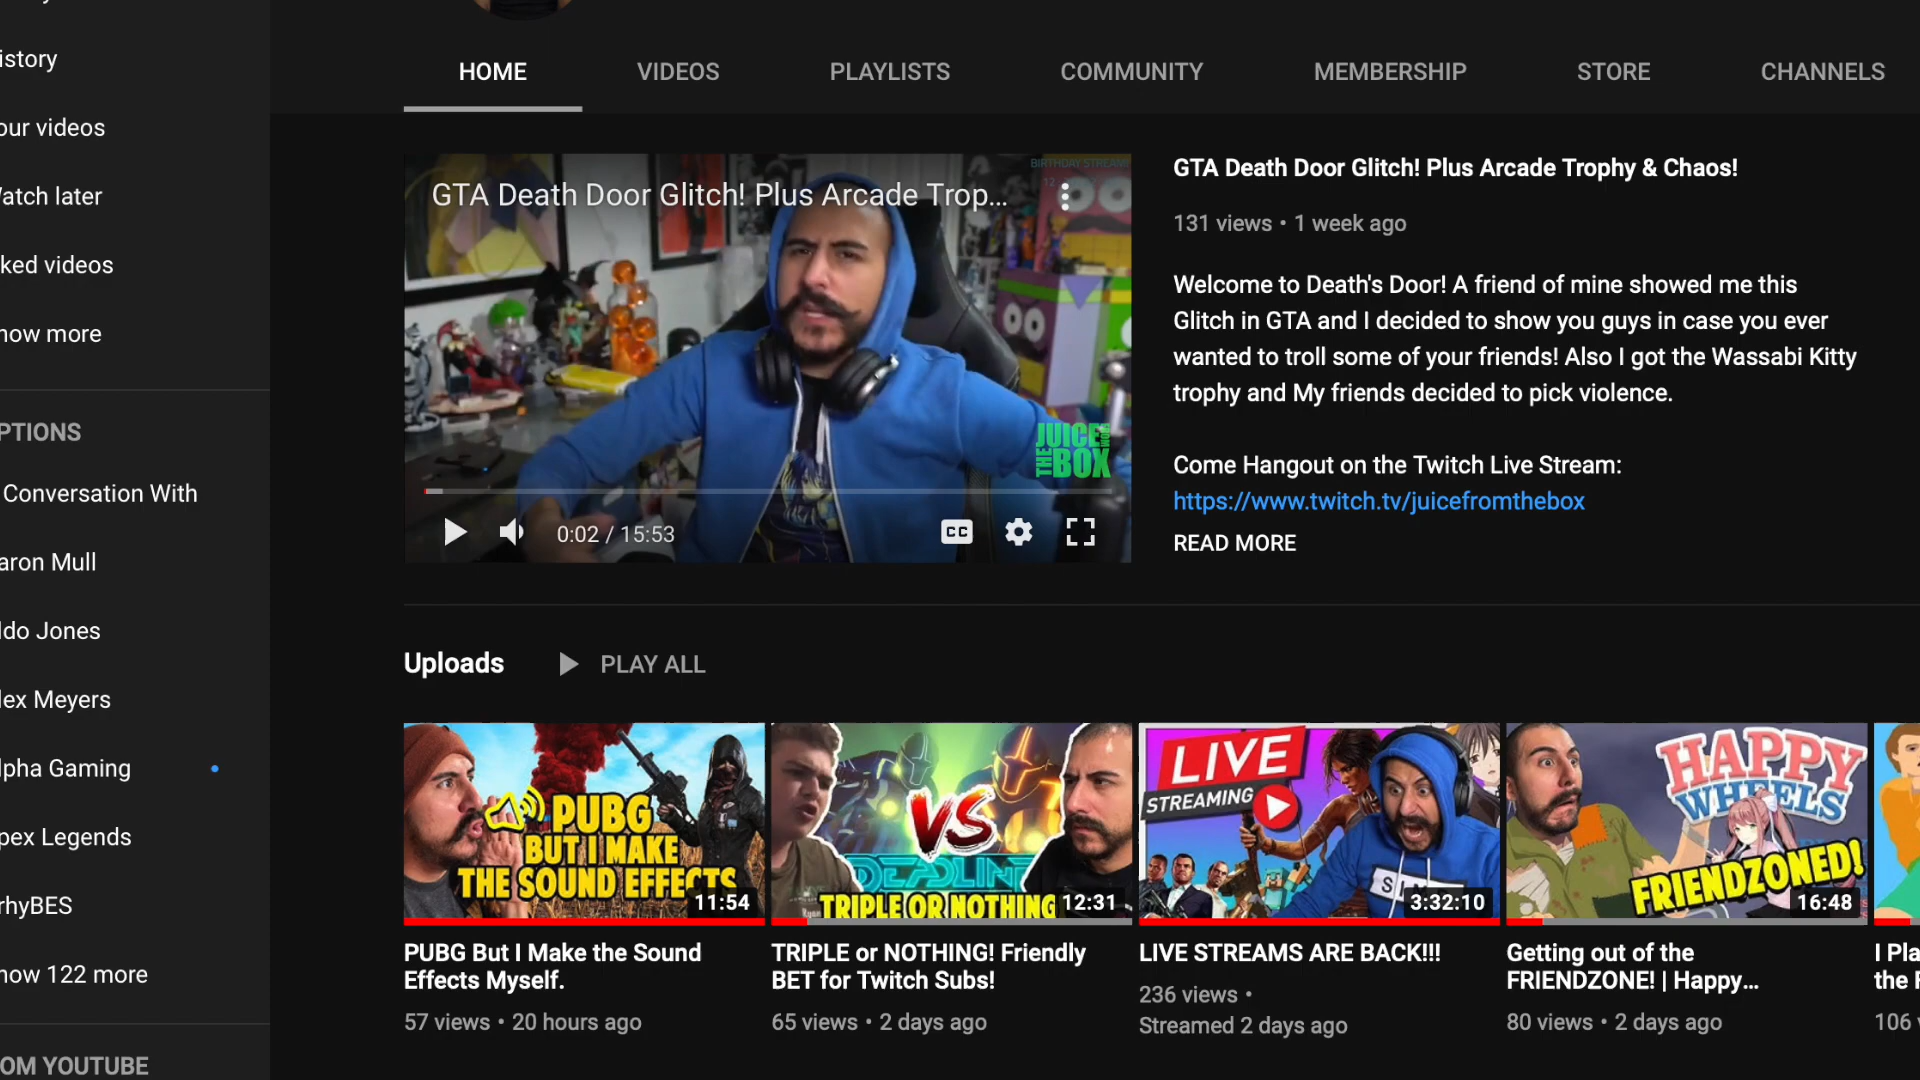 istory
our videos
atch later
ked videos
how more
PTIONS
Conversation With
aron Mull
ldo Jones
lex Meyers
lpha Gaming
pex Legends
rhyBES
how 122 more
OM YOUTUBE
HOME
VIDEOS
PLAYLISTS
COMMUNITY
MEMBERSHIP
STORE
CHANNELS
BIRTHDAY STREAM
GTA Death Door Glitch! Plus Arcade Trop...
JUICE
FROM
THE BOX
0:02 / 15:53
CC
GTA Death Door Glitch! Plus Arcade Trophy & Chaos!
131 views • 1 week ago
Welcome to Death's Door! A friend of mine showed me this
Glitch in GTA and I decided to show you guys in case you ever
wanted to troll some of your friends! Also I got the Wassabi Kitty
trophy and My friends decided to pick violence.
Come Hangout on the Twitch Live Stream:
https://www.twitch.tv/juicefromthebox
READ MORE
Uploads
PLAY ALL
PUBG
BUT I MAKE
THE SOUND EFFECTS
11:54
PUBG But I Make the Sound
Effects Myself.
57 views • 20 hours ago
VS
TRIPLE OR NOTHING
12:31
TRIPLE or NOTHING! Friendly
BET for Twitch Subs!
65 views • 2 days ago
LIVE
STREAMING
3:32:10
LIVE STREAMS ARE BACK!!!
236 views •
Streamed 2 days ago
HAPPY
WHEELS
FRIENDZONED!
16:48
Getting out of the
FRIENDZONE! | Happy...
80 views • 2 days ago
I Pla
the F
106 v